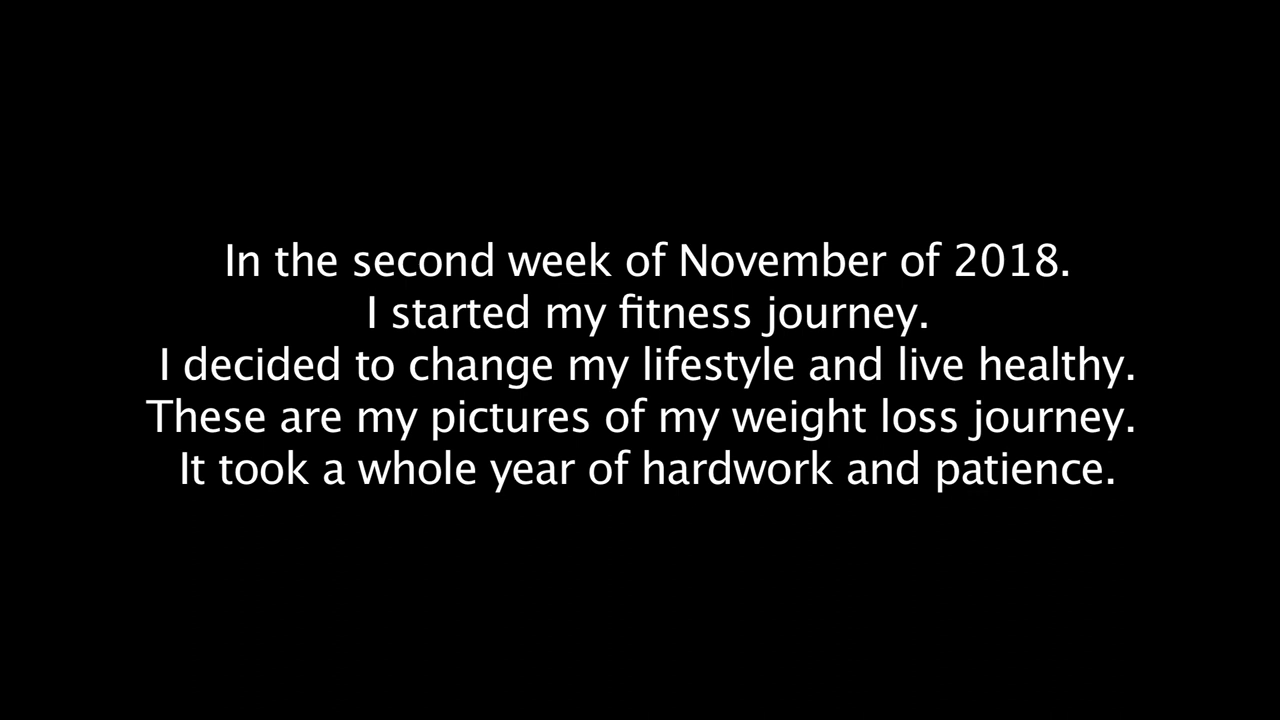 In the second week of November of 2018.
I started my fitness journey.
I decided to change my lifestyle and live healthy.
These are my pictures of my weight loss journey.
It took a whole year of hardwork and patience.